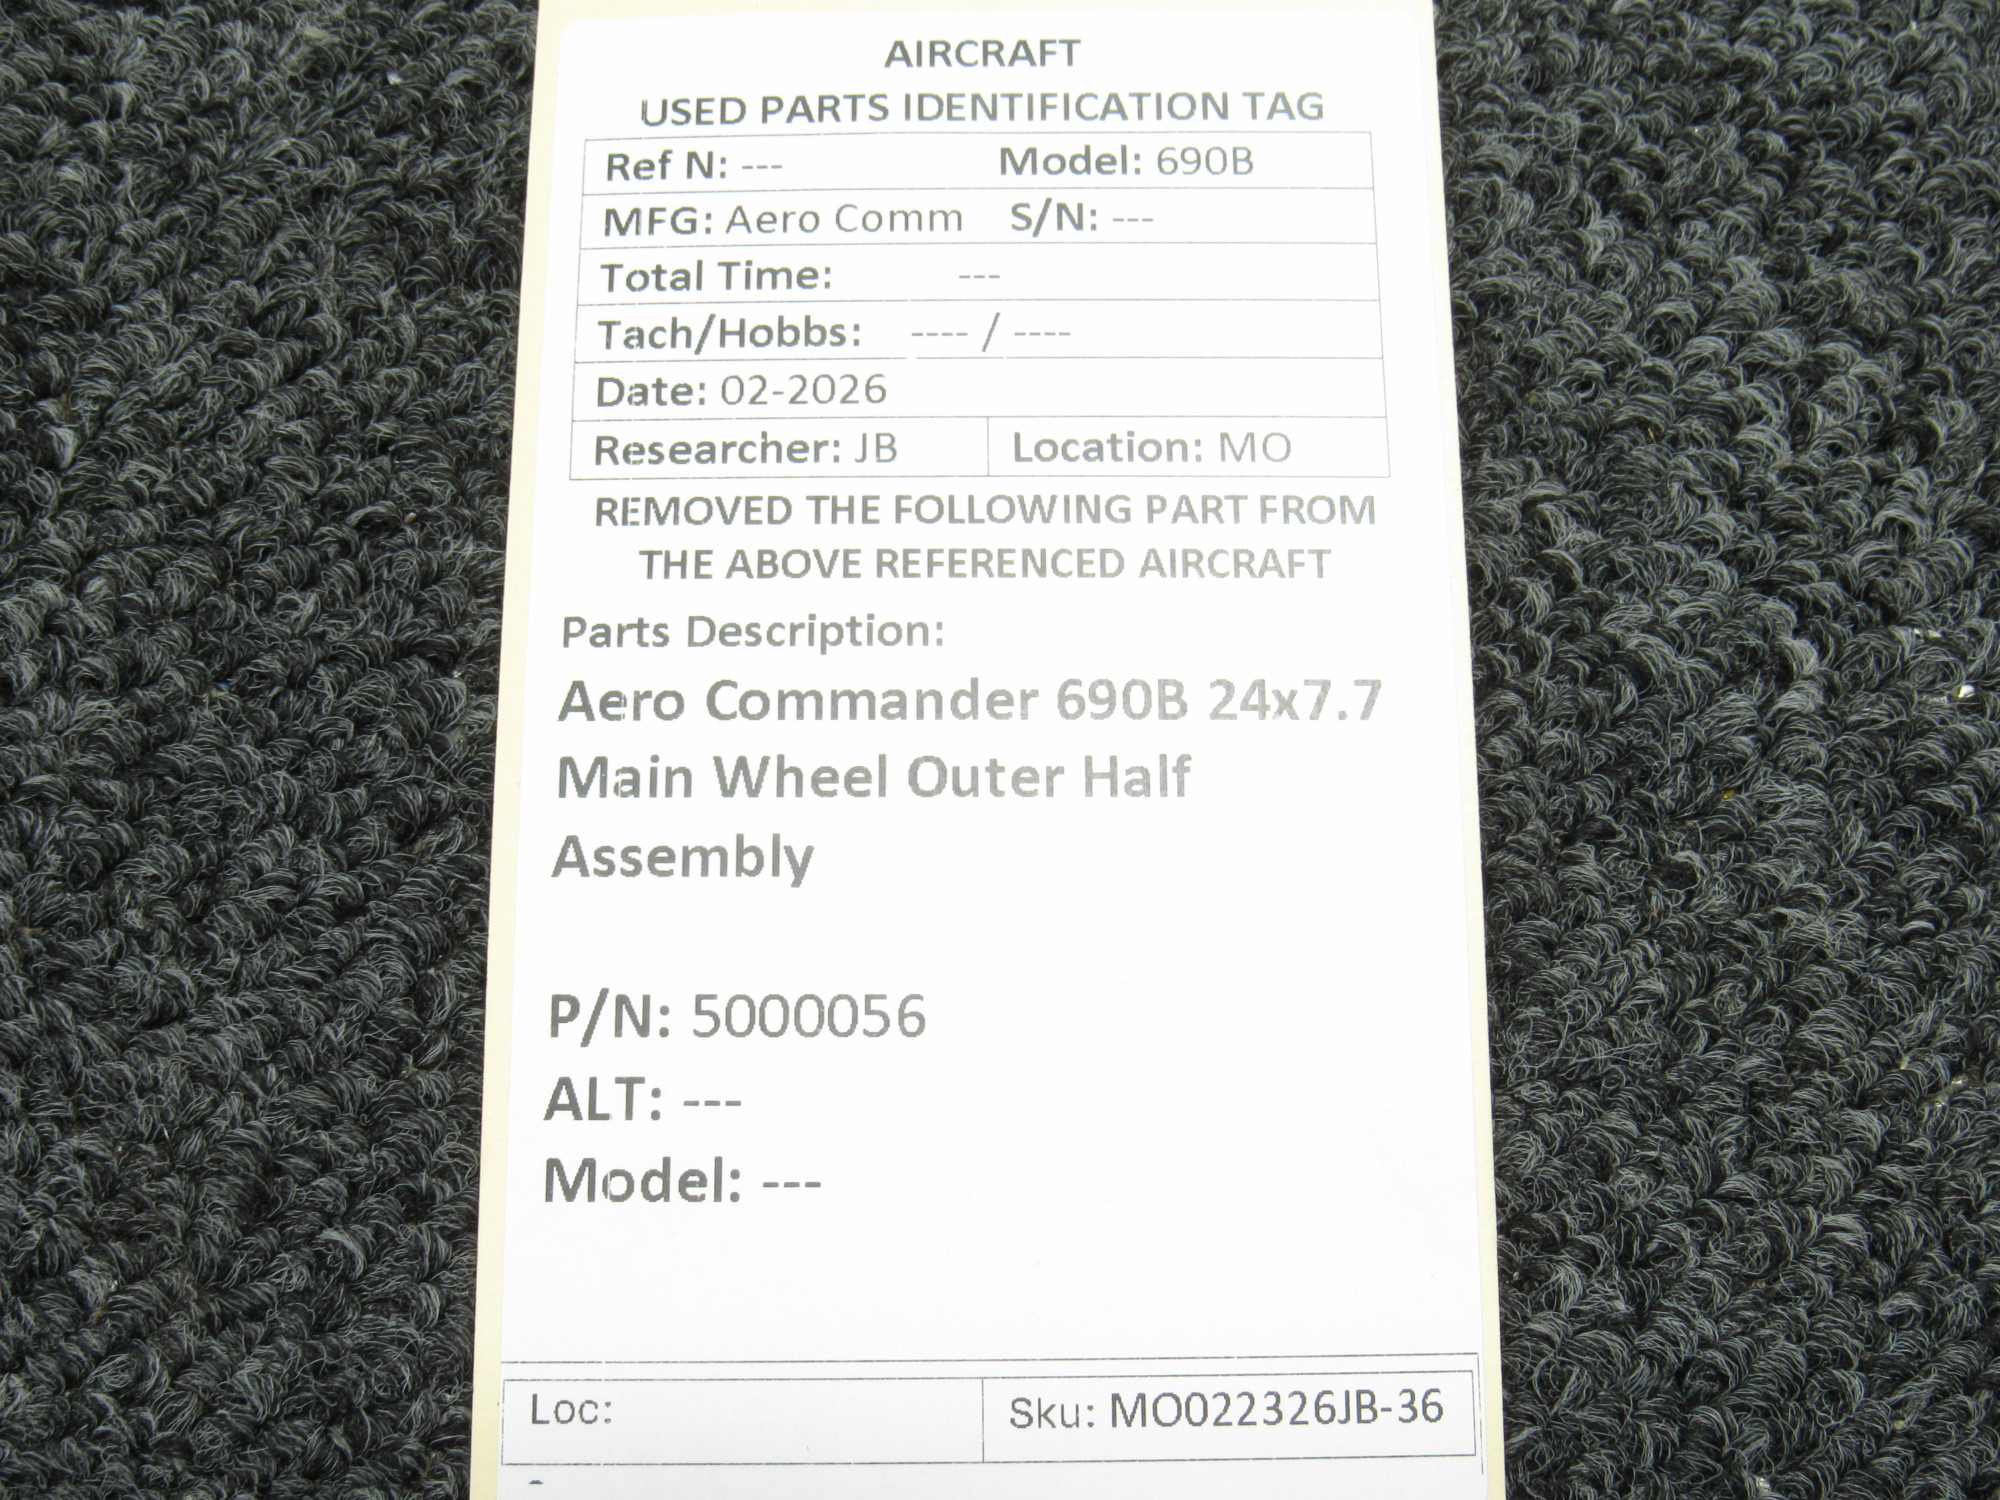 AIRCRAFT
USED PARTS IDENTIFICATION TAG
Ref N: --- Model: 690B
MFG: Aero Comm S/N: ---
Total Time: ---
Tach/Hobbs: ---- / ----
Date: 02-2026
Researcher: JB Location: MO
REMOVED THE FOLLOWING PART FROM
THE ABOVE REFERENCED AIRCRAFT
Parts Description:
Aero Commander 690B 24x7.7
Main Wheel Outer Half
Assembly
P/N: 5000056
ALT: ---
Model: ---
Loc: Sku: MO022326JB-36